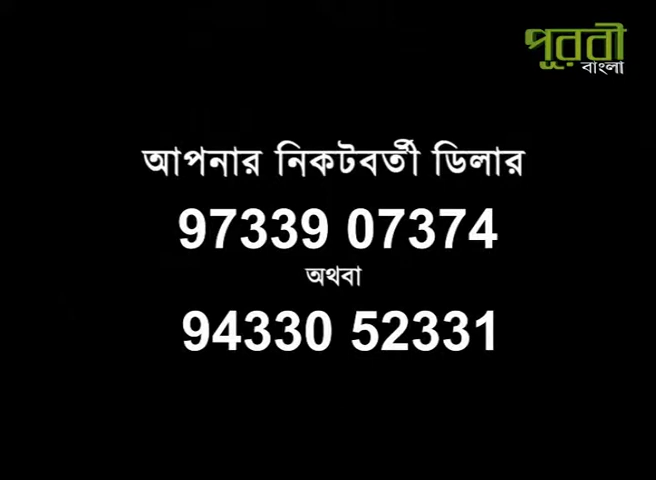 পূরবী
বাংলা
আপনার নিকটবর্তী ডিলার
97339 07374
অথবা
94330 52331